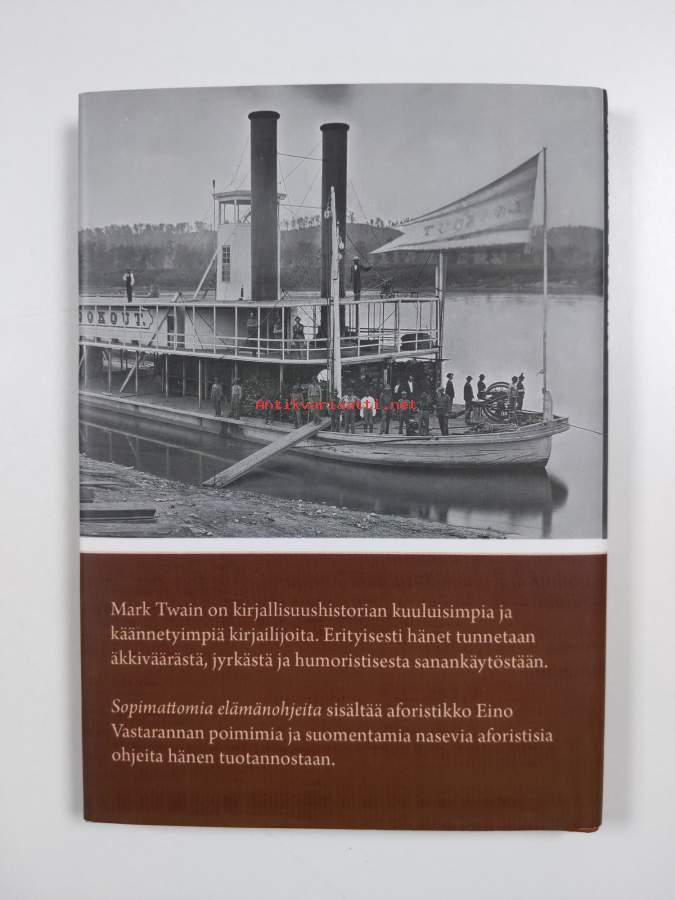 LOOKOUT
OOKOUT.
Antikvariaatti.net
Mark Twain on kirjallisuushistorian kuuluisimpia ja
käännetyimpiä kirjailijoita. Erityisesti hänet tunnetaan
äkkiväärästä, jyrkästä ja humoristisesta sanankäytöstään.
Sopimattomia elämänohjeita sisältää aforistikko Eino
Vastarannan poimimia ja suomentamia nasevia aforistisia
ohjeita hänen tuotannostaan.